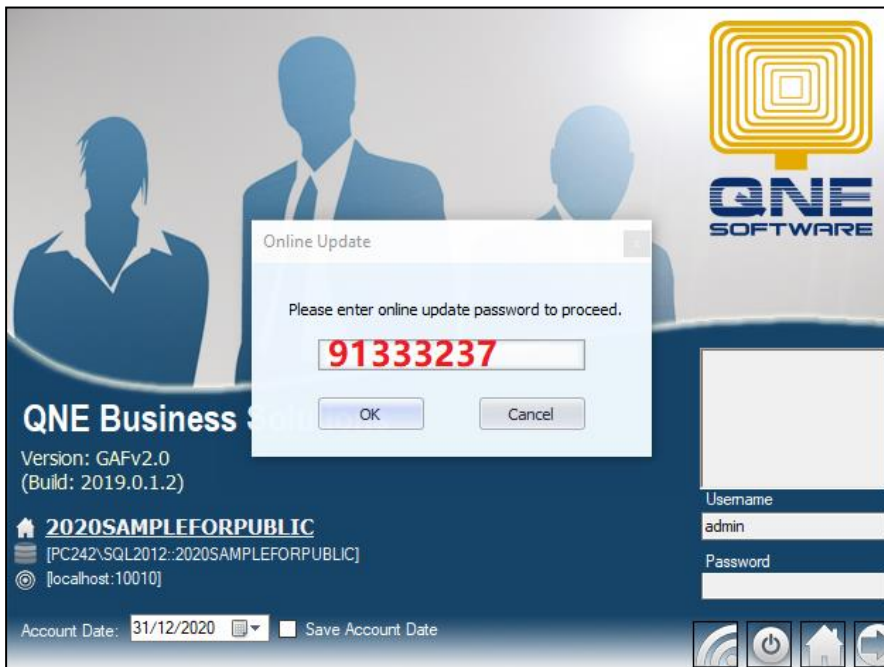 QNE
SOFTWARE
Online Update
x
Please enter online update password to proceed.
91333237
OK
Cancel
QNE Business
Version: GAFv2.0
(Build: 2019.0.1.2)
2020SAMPLEFORPUBLIC
[PC242\SQL2012::2020SAMPLEFORPUBLIC]
[localhost:10010]
Account Date: 31/12/2020 Save Account Date
Username
admin
Password